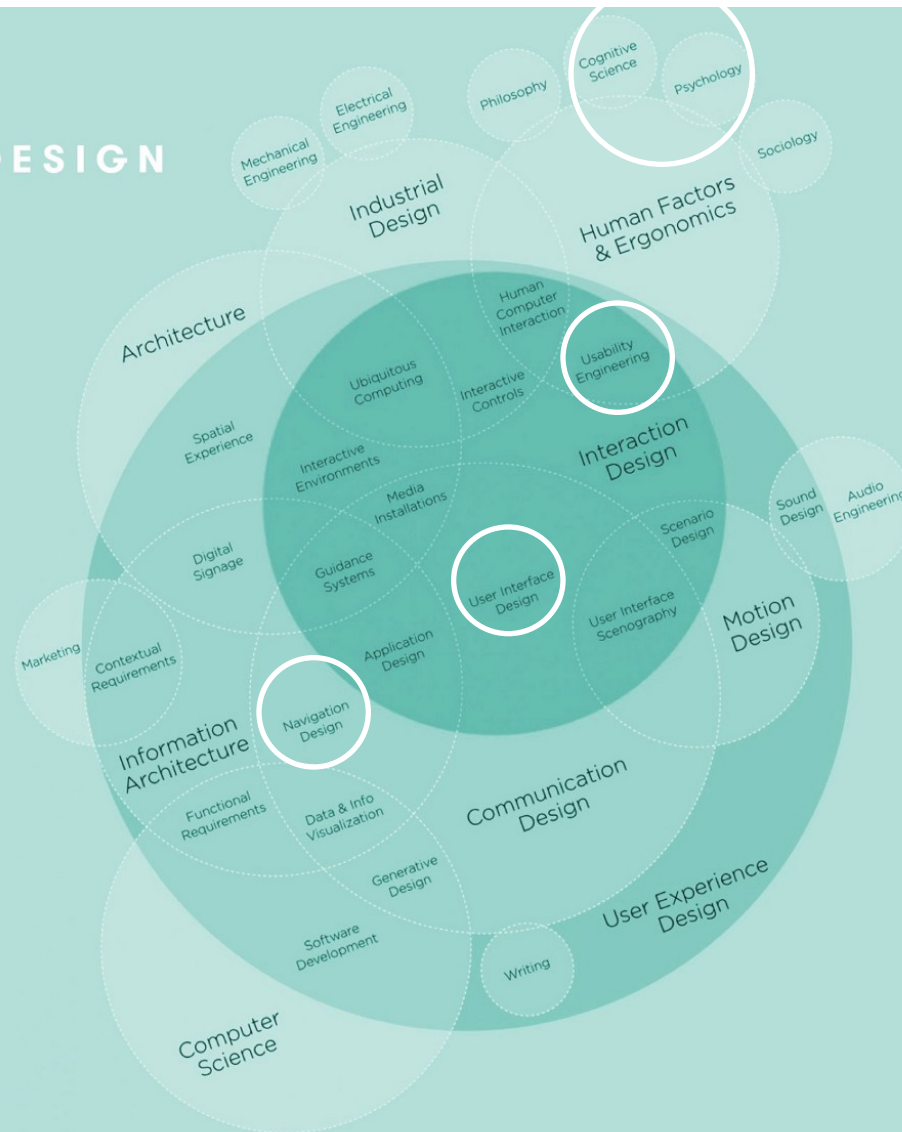 Cognitive
Science
Psychology
Philosophy
Electrical
Engineering
Mechanical
Engineering
Sociology
DESIGN
Industrial
Design
Human Factors
& Ergonomics
Architecture
Human
Computer
Interaction
Usability
Engineering
Ubiquitous
Computing
Interactive
Controls
Spatial
Experience
Interactive
Environments
Interaction
Design
Media
Installations
Sound
Design
Audio
Engineering
Scenario
Design
Digital
Signage
Guidance
Systems
User Interface
Design
User Interface
Scenography
Motion
Design
Marketing
Contextual
Requirements
Application
Design
Navigation
Design
Information
Architecture
Communication
Design
Functional
Requirements
Data & Info
Visualization
Generative
Design
User Experience
Design
Software
Development
Writing
Computer
Science